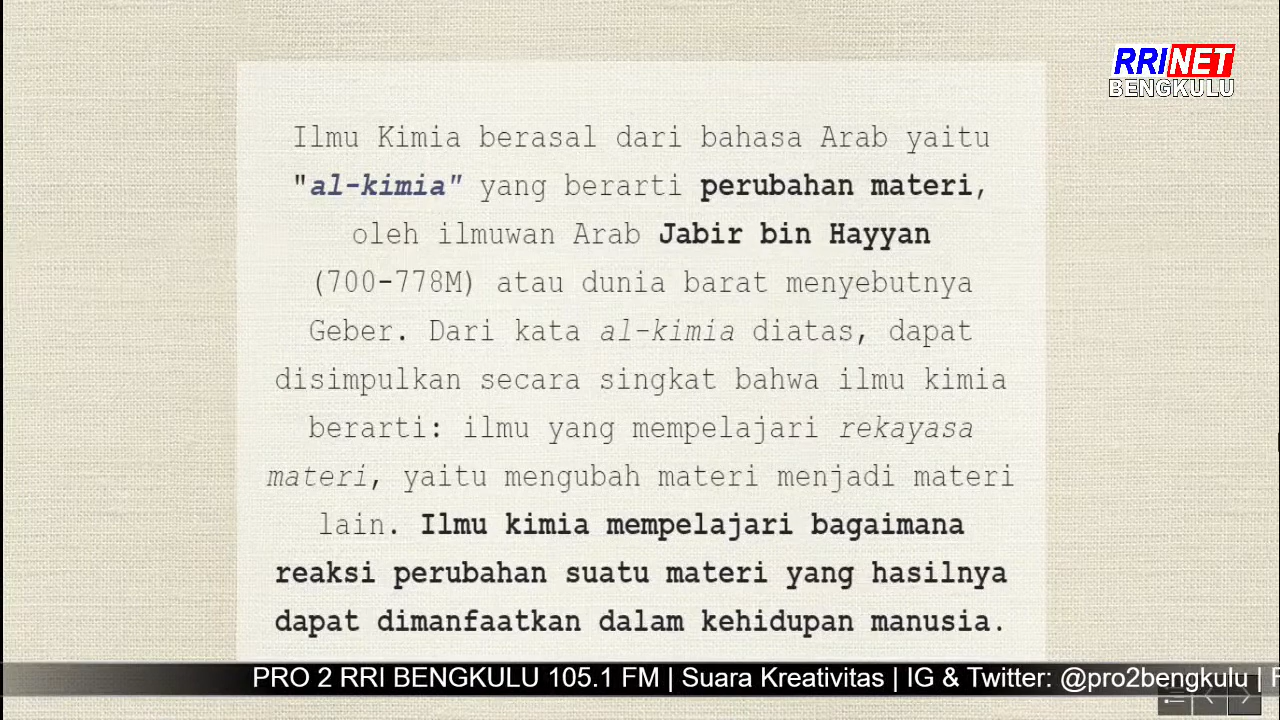 RRINET
BENGKULU
Ilmu Kimia berasal dari bahasa Arab yaitu
"al-kimia" yang berarti perubahan materi,
oleh ilmuwan Arab Jabir bin Hayyan
(700-778M) atau dunia barat menyebutnya
Geber. Dari kata al-kimia diatas, dapat
disimpulkan secara singkat bahwa ilmu kimia
berarti: ilmu yang mempelajari rekayasa
materi, yaitu mengubah materi menjadi materi
lain. Ilmu kimia mempelajari bagaimana
reaksi perubahan suatu materi yang hasilnya
dapat dimanfaatkan dalam kehidupan manusia.
PRO 2 RRI BENGKULU 105.1 FM | Suara Kreativitas | IG & Twitter: @pro2bengkulu |